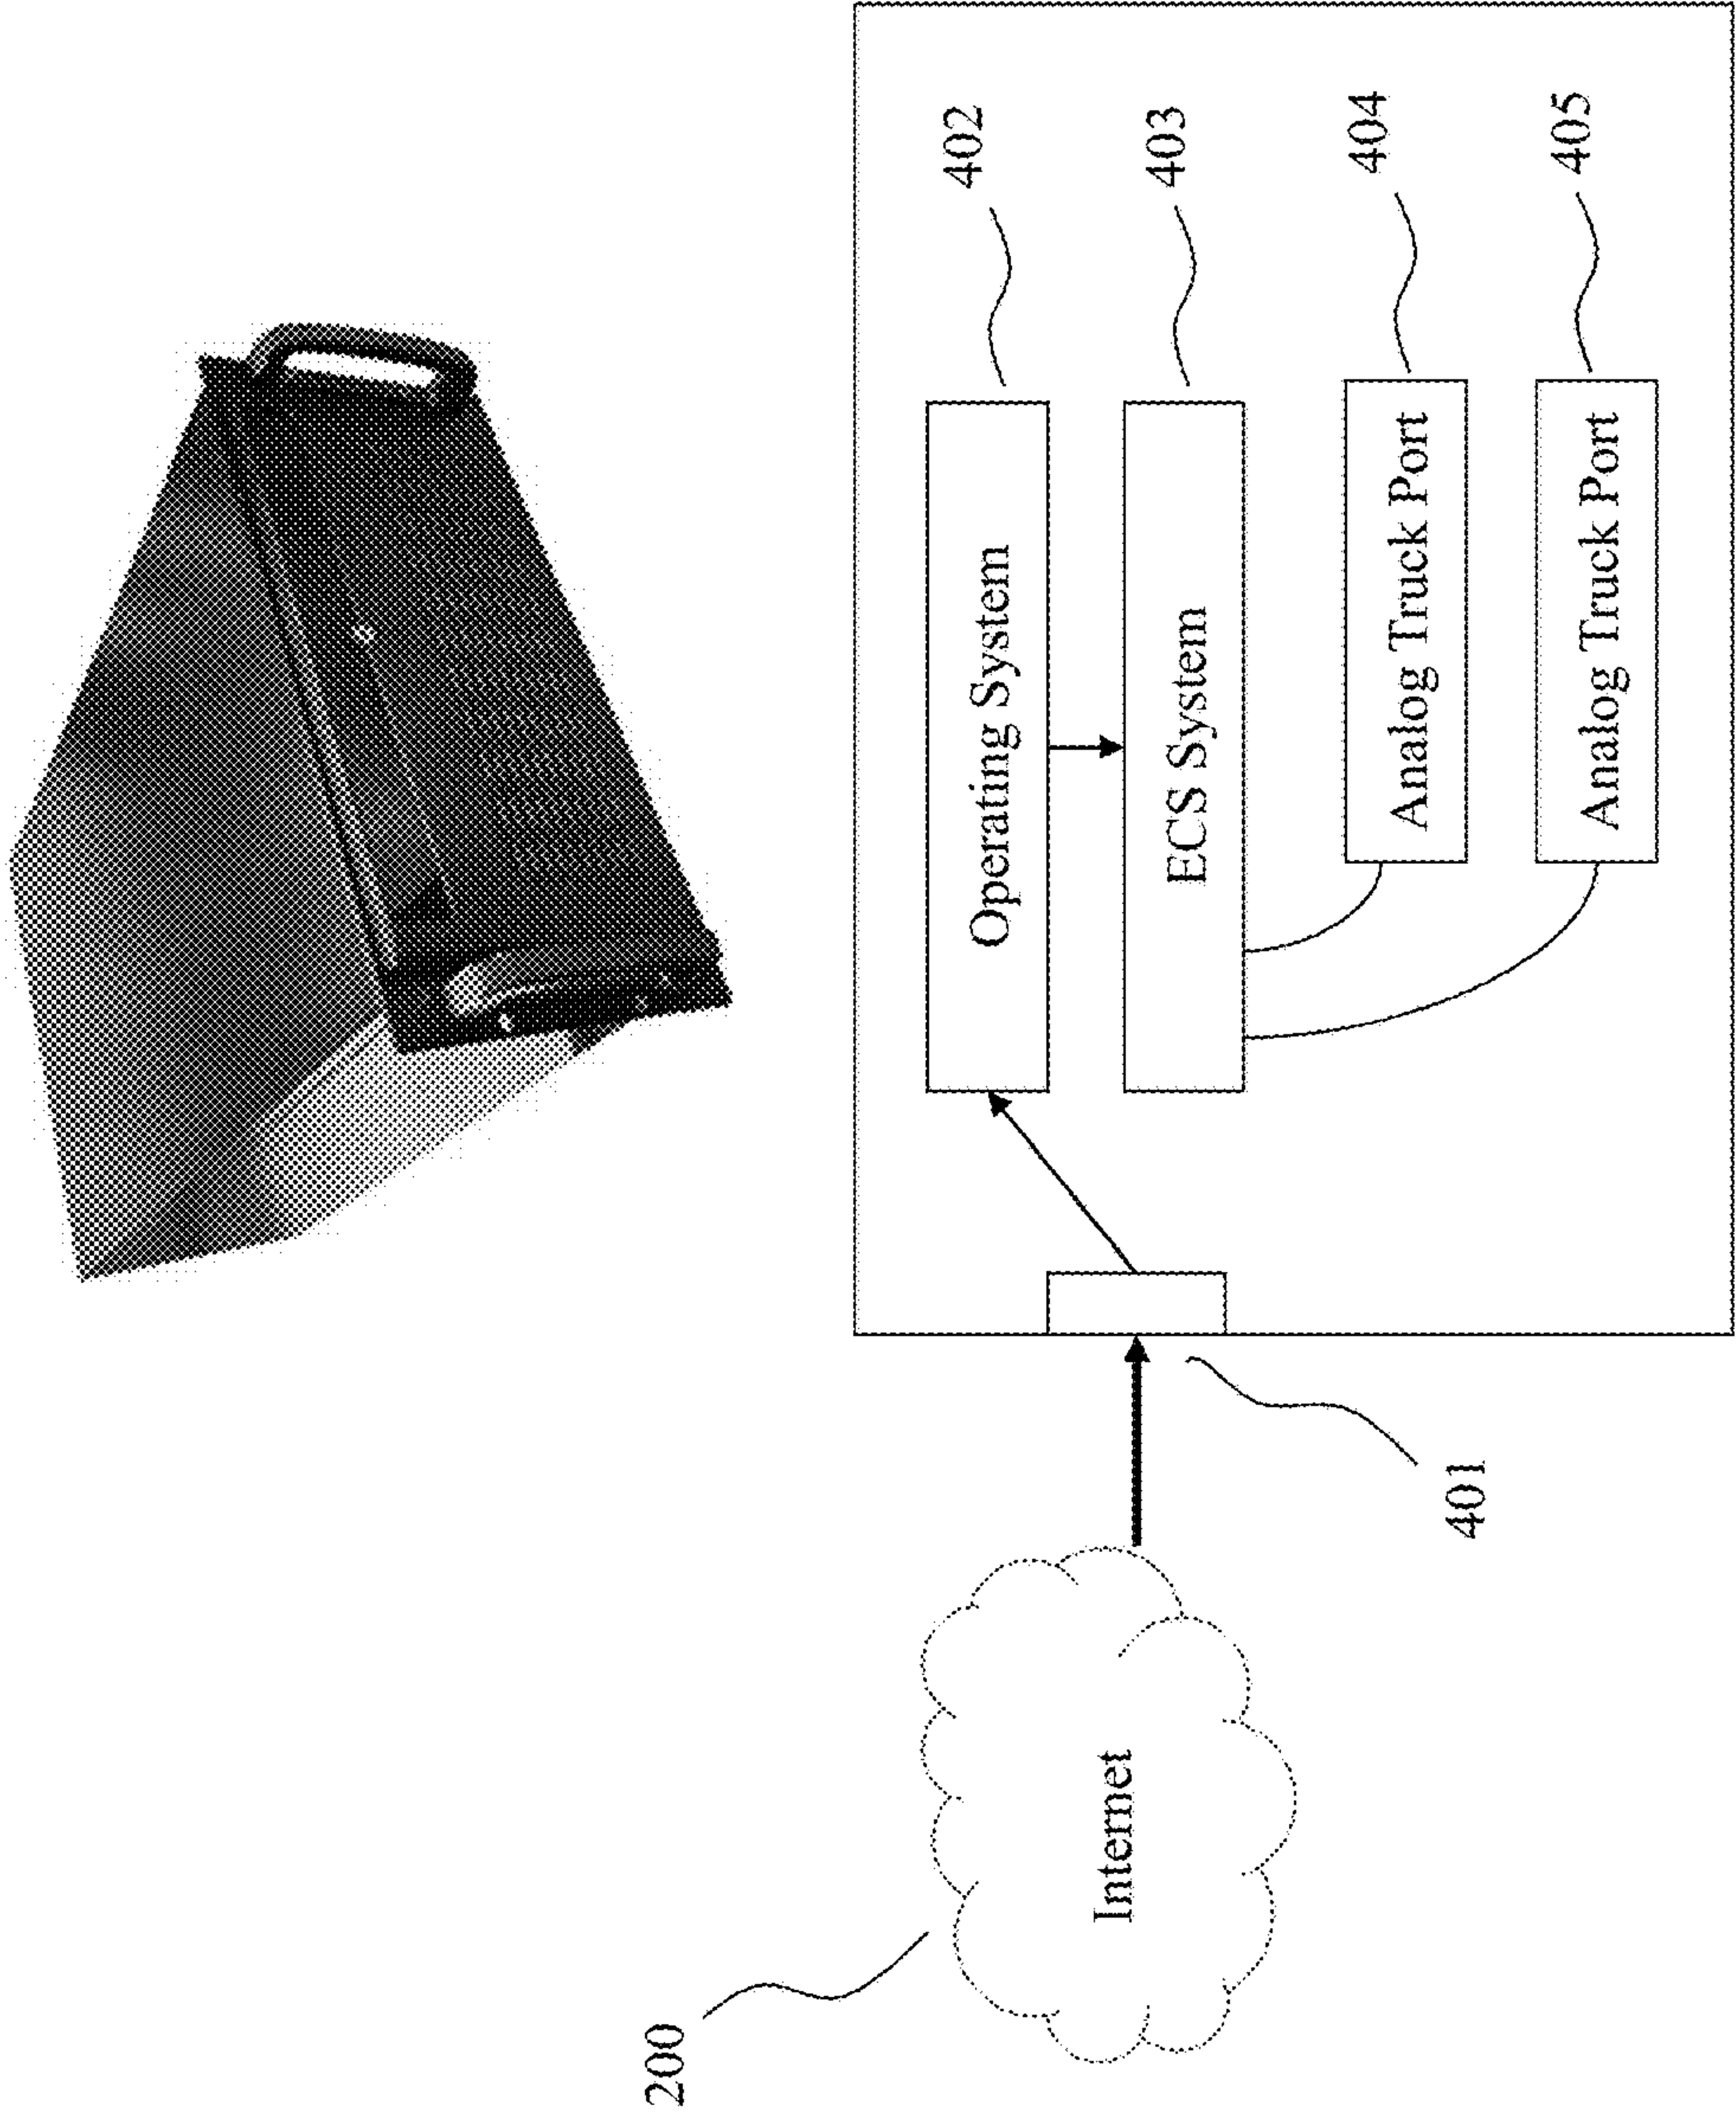 402
Operating System
403
ECS System
404
Analog Truck Port
405
Analog Truck Port
401
200
Internet